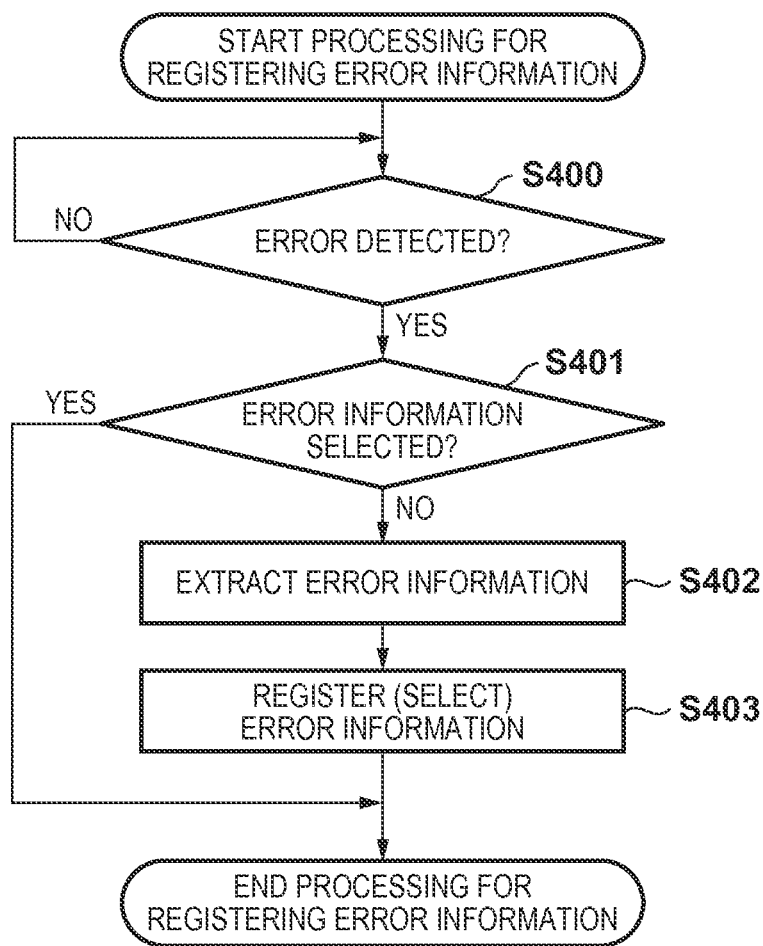 START PROCESSING FOR
REGISTERING ERROR INFORMATION
S400
NO
ERROR DETECTED?
YES
S401
YES
ERROR INFORMATION
SELECTED?
NO
EXTRACT ERROR INFORMATION
S402
REGISTER (SELECT)
ERROR INFORMATION
S403
END PROCESSING FOR
REGISTERING ERROR INFORMATION